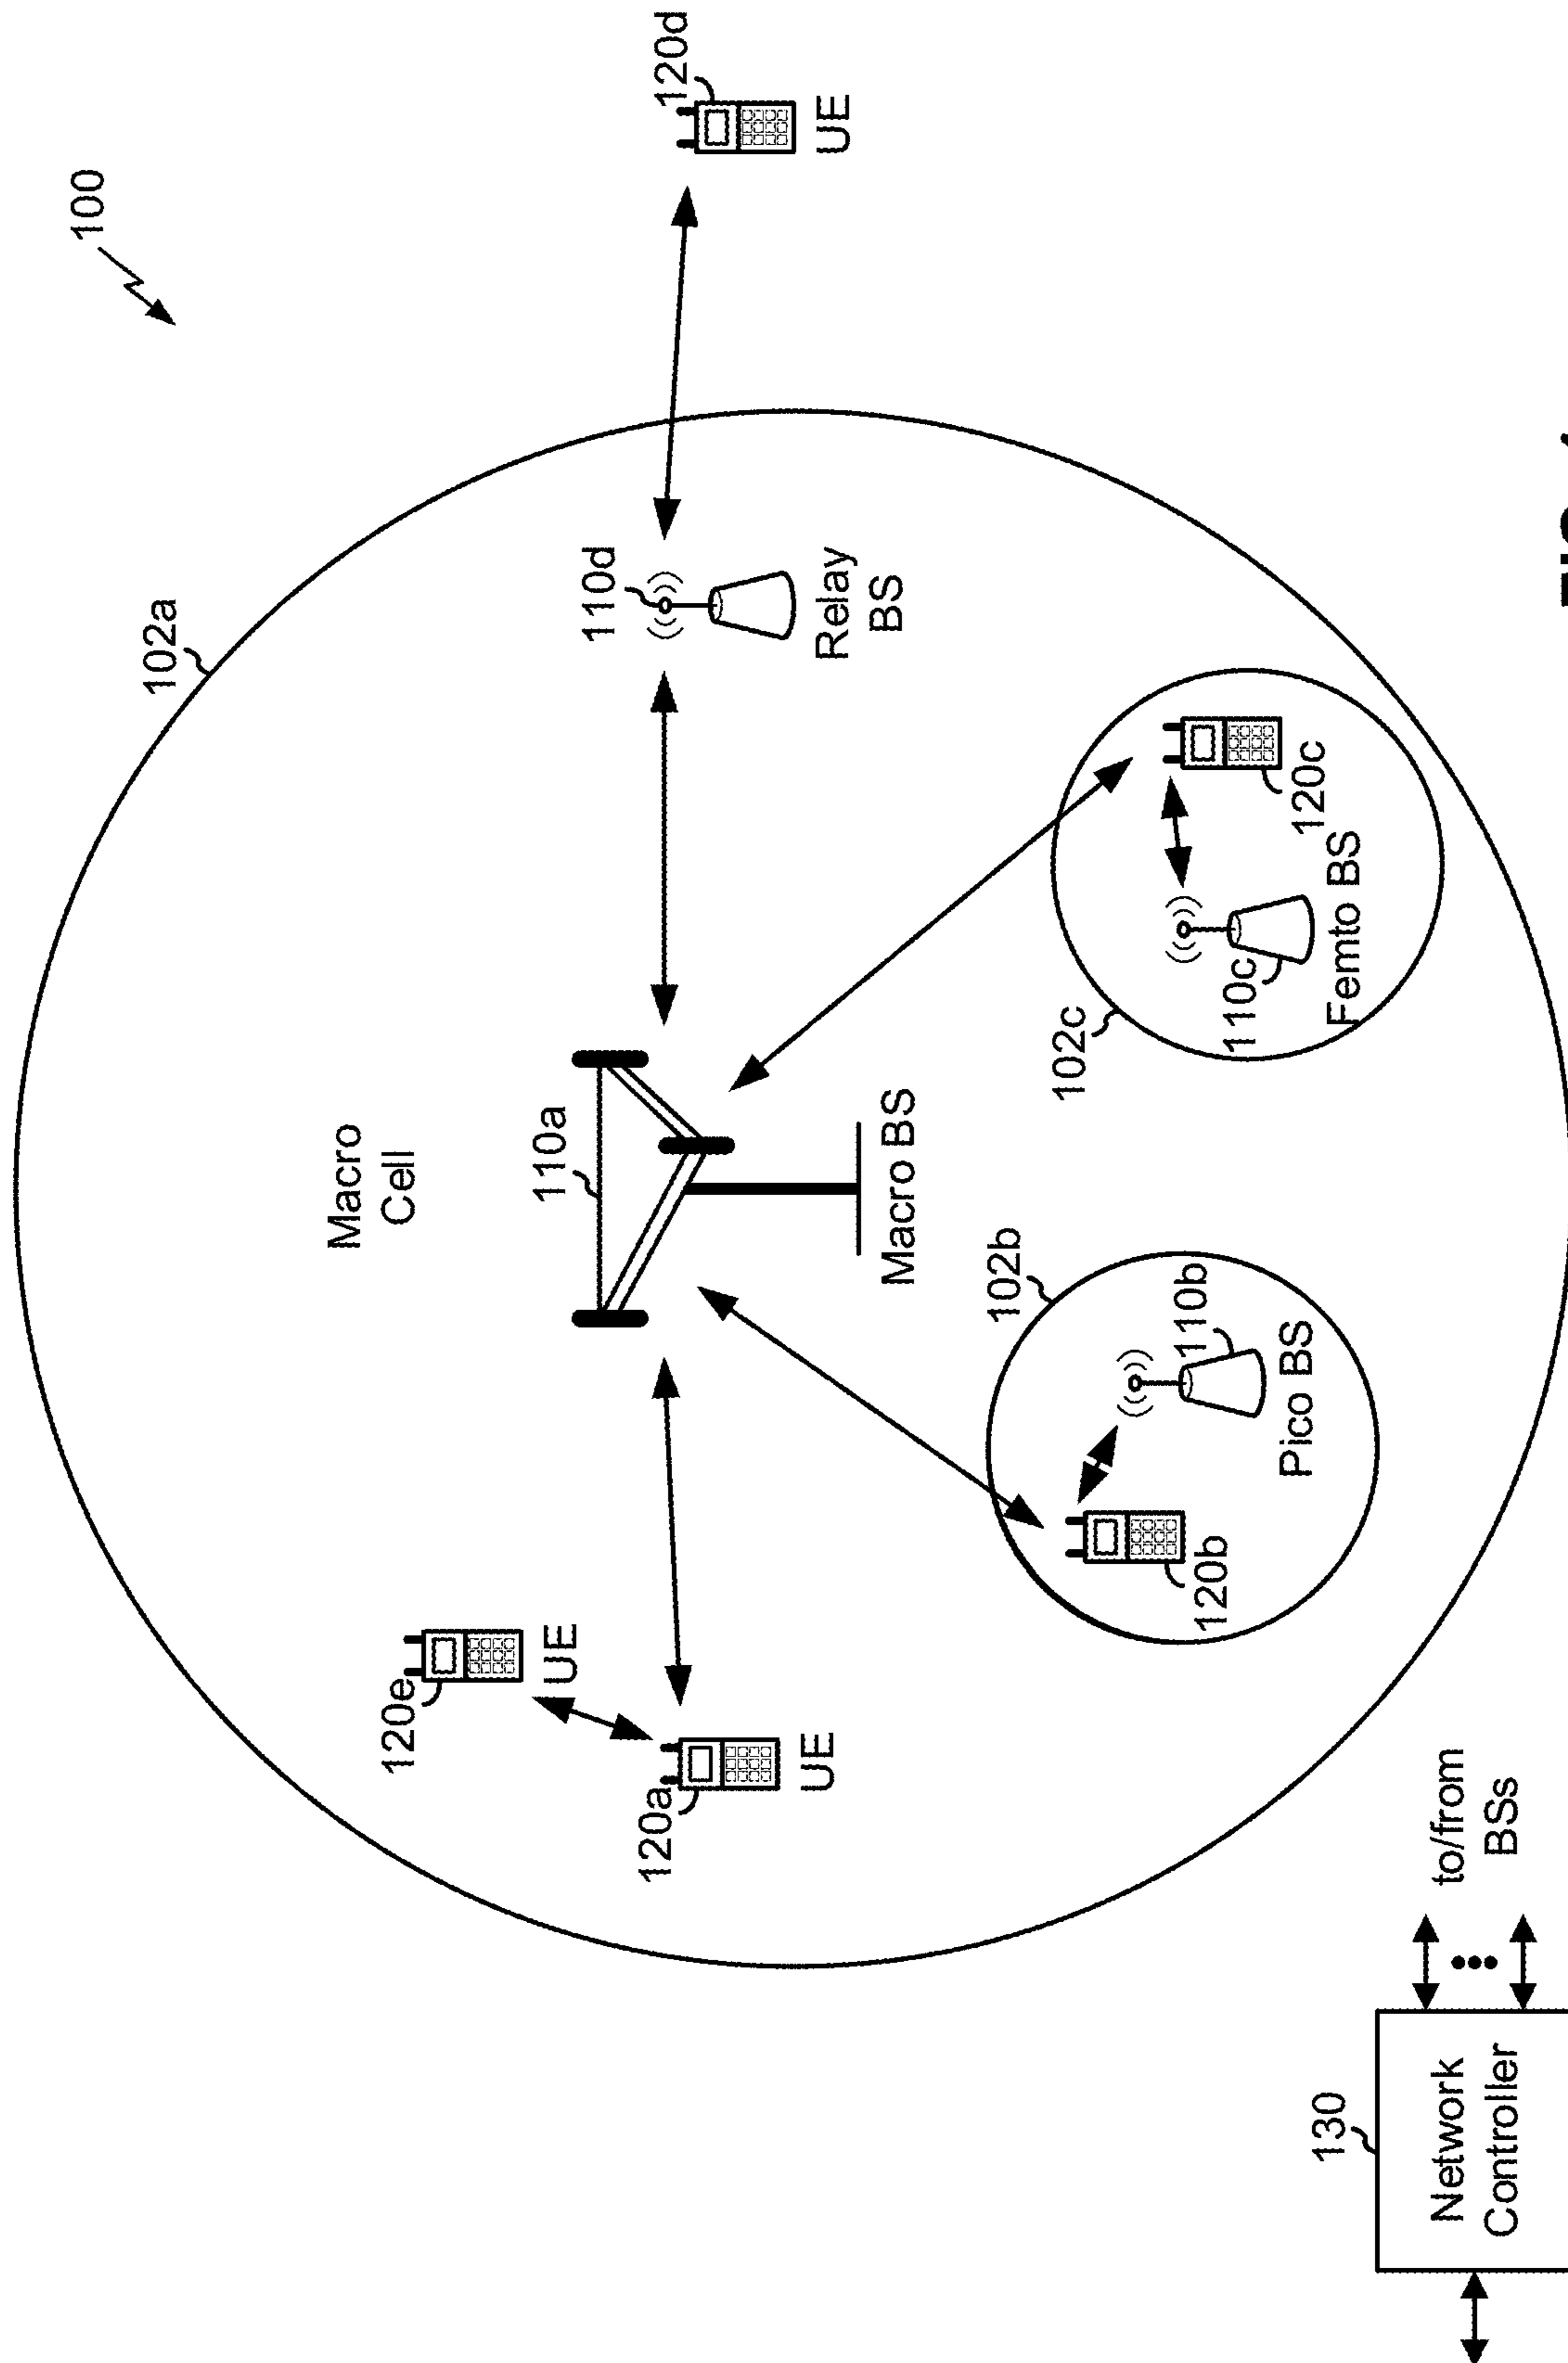 100
102a
Macro
Cell
120e
UE
120a
UE
110a
Macro BS
110d
Relay
BS
120d
UE
102b
120b
110b
Pico BS
102c
110c
Femto BS
120c
130
Network
Controller
to/from
BSs